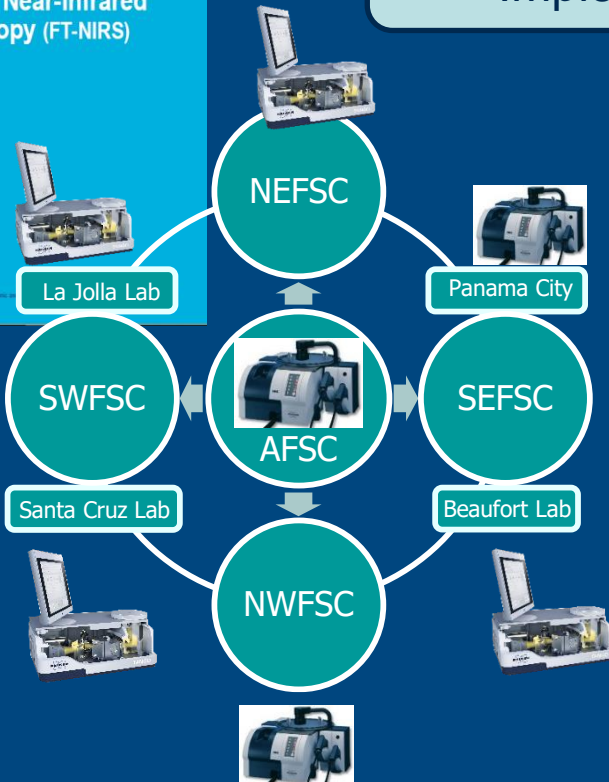 Near-Infrared
opy (FT-NIRS)
NEFSC
La Jolla Lab
Panama City
SWFSC
AFSC
SEFSC
Santa Cruz Lab
Beaufort Lab
NWFSC